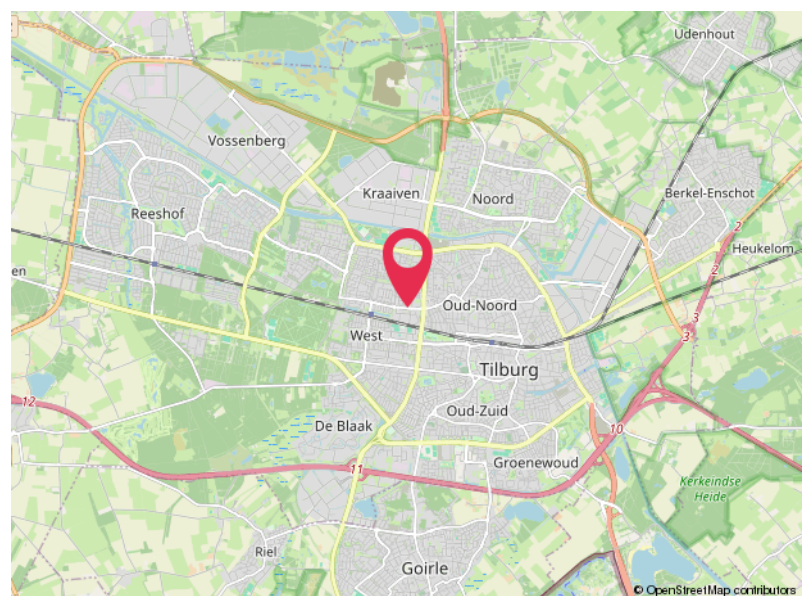 Udenhout
Vossenberg
Kraaiven
Noord
Berkel-Enschot
Reeshof
2
Heukelom
en
2
Oud-Noord
3
West
3
Tilburg
12
Oud-Zuid
De Blaak
10
Groenewoud
11
Kerkeindse
Heide
Riel
Goirle
© OpenStreetMap contributors